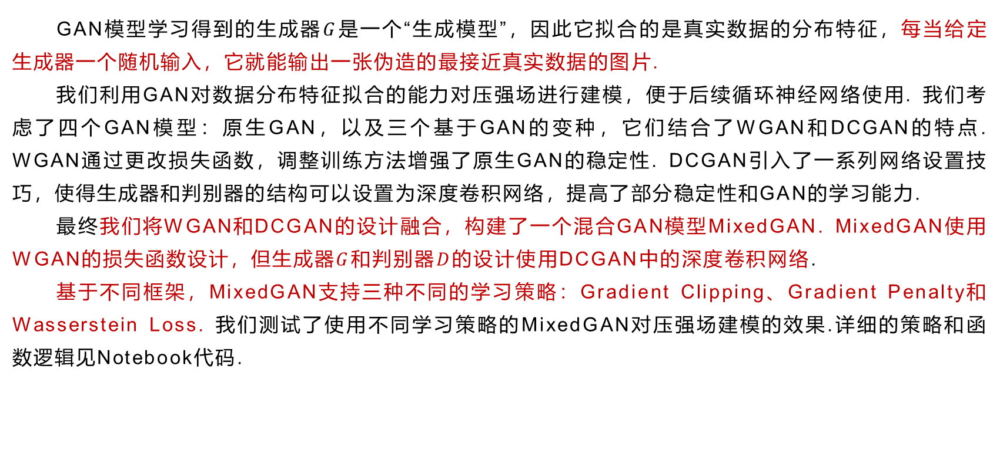 GAN模型学习得到的生成器G是一个“生成模型”，因此它拟合的是真实数据的分布特征，每当给定
生成器一个随机输入，它就能输出一张伪造的最接近真实数据的图片.
我们利用GAN对数据分布特征拟合的能力对压强场进行建模，便于后续循环神经网络使用. 我们考
虑了四个GAN模型：原生GAN，以及三个基于GAN的变种，它们结合了WGAN和DCGAN的特点.
WGAN通过更改损失函数，调整训练方法增强了原生GAN的稳定性. DCGAN引入了一系列网络设置技
巧，使得生成器和判别器的结构可以设置为深度卷积网络，提高了部分稳定性和GAN的学习能力.
最终我们将WGAN和DCGAN的设计融合，构建了一个混合GAN模型MixedGAN. MixedGAN使用
WGAN的损失函数设计，但生成器G和判别器D的设计使用DCGAN中的深度卷积网络.
基于不同框架，MixedGAN支持三种不同的学习策略：Gradient Clipping、Gradient Penalty和
Wasserstein Loss. 我们测试了使用不同学习策略的MixedGAN对压强场建模的效果.详细的策略和函
数逻辑见Notebook代码.